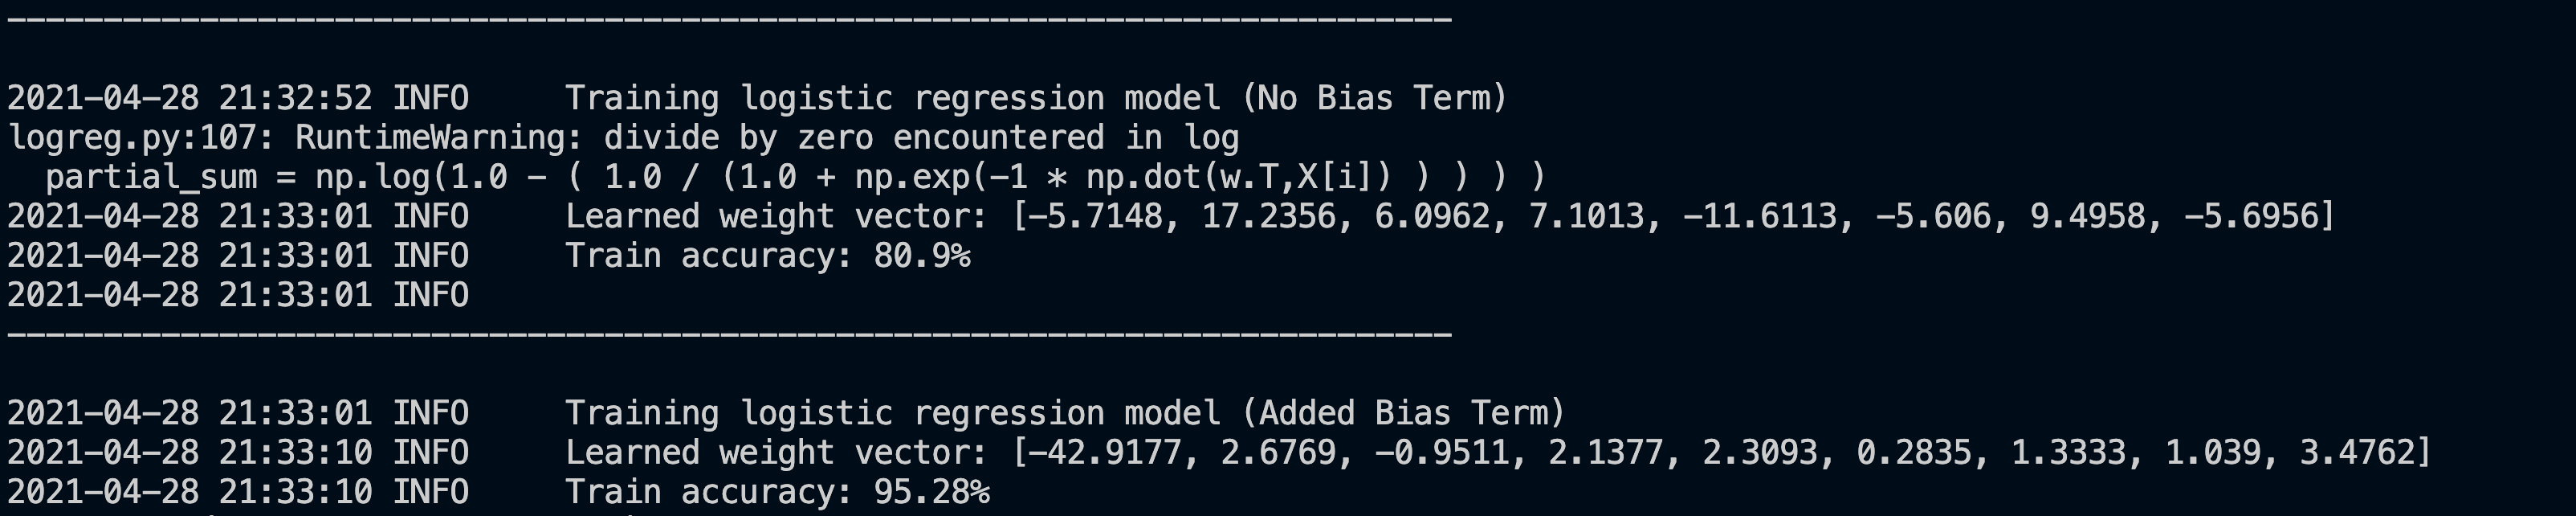 ---------------------------------------------------------------------------
2021-04-28 21:32:52 INFO     Training logistic regression model (No Bias Term)
logreg.py:107: RuntimeWarning: divide by zero encountered in log
  partial_sum = np.log(1.0 - ( 1.0 / (1.0 + np.exp(-1 * np.dot(w.T,X[i]) ) ) ) )
2021-04-28 21:33:01 INFO     Learned weight vector: [-5.7148, 17.2356, 6.0962, 7.1013, -11.6113, -5.606, 9.4958, -5.6956]
2021-04-28 21:33:01 INFO     Train accuracy: 80.9%
2021-04-28 21:33:01 INFO
---------------------------------------------------------------------------
2021-04-28 21:33:01 INFO     Training logistic regression model (Added Bias Term)
2021-04-28 21:33:10 INFO     Learned weight vector: [-42.9177, 2.6769, -0.9511, 2.1377, 2.3093, 0.2835, 1.3333, 1.039, 3.4762]
2021-04-28 21:33:10 INFO     Train accuracy: 95.28%